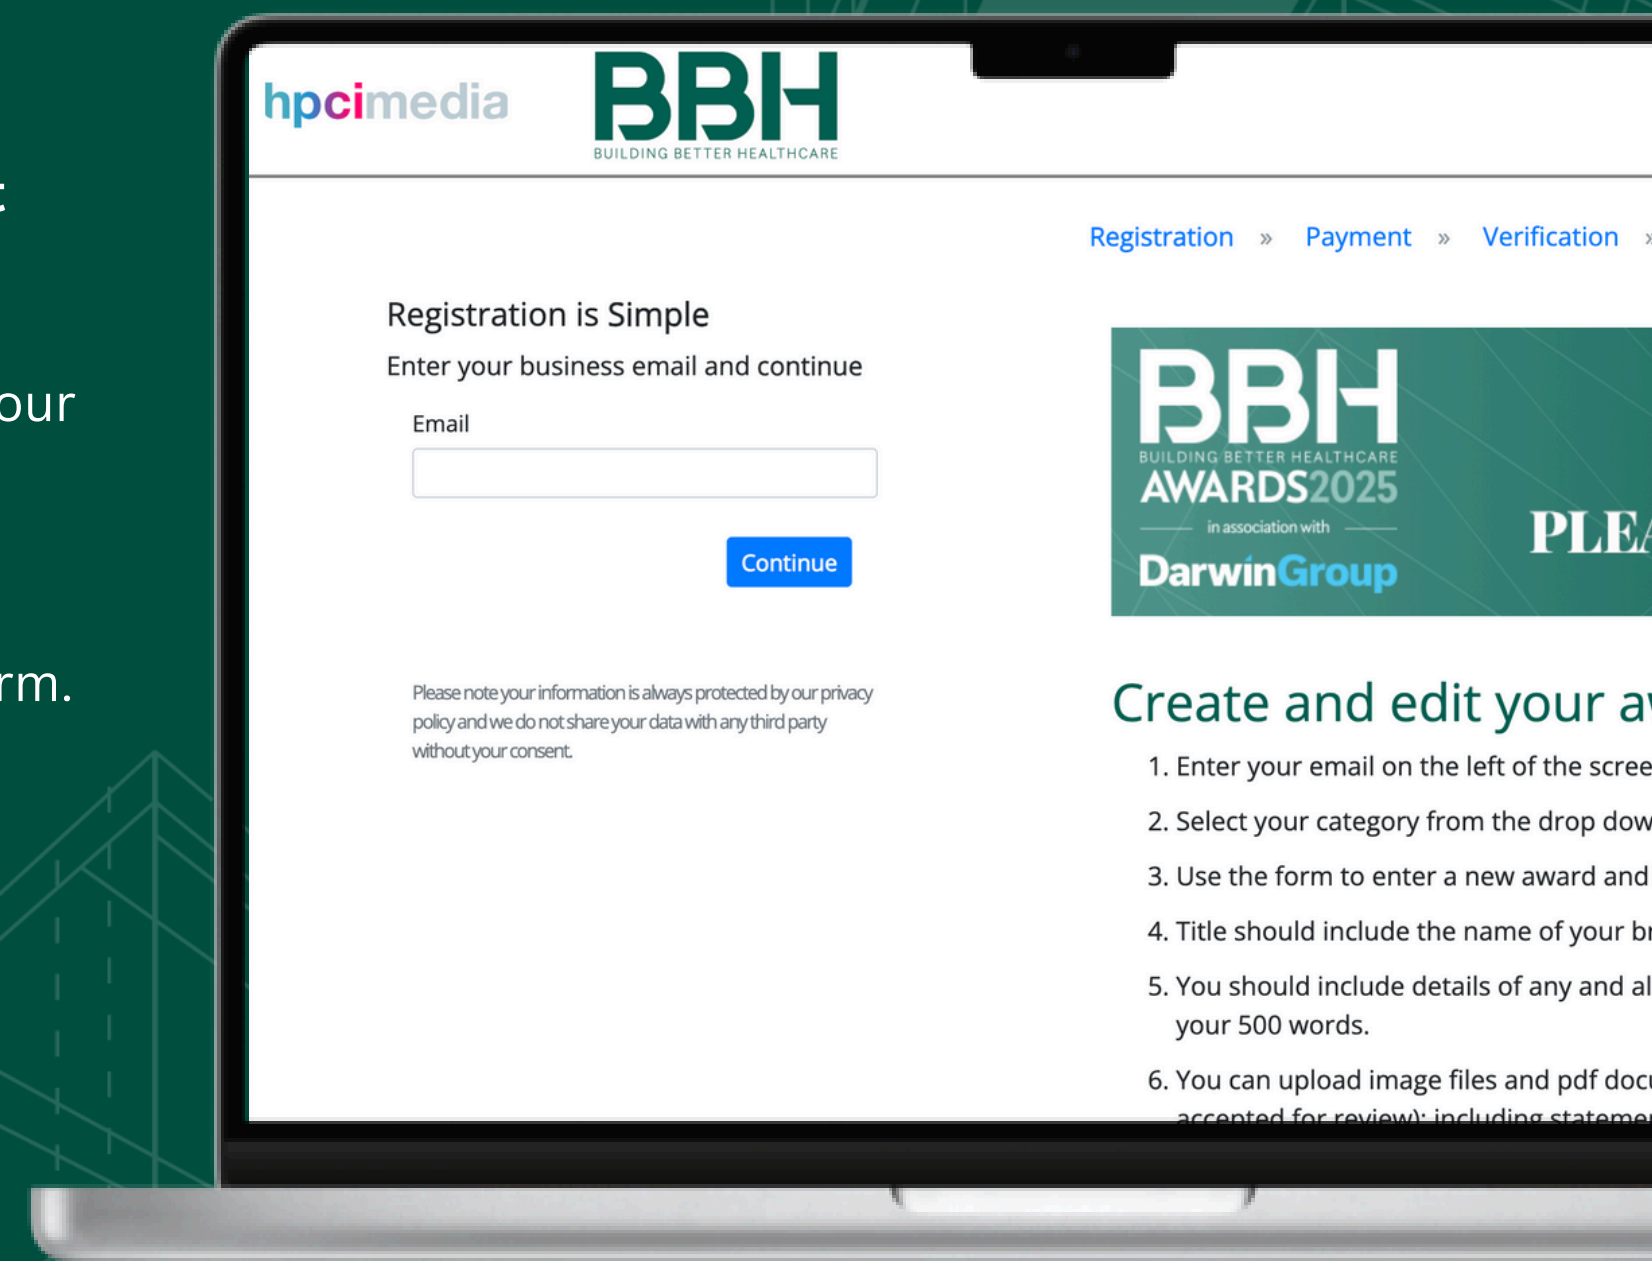 hpcimedia
BBH
BUILDING BETTER HEALTHCARE
Registration » Payment » Verification »
Registration is Simple
Enter your business email and continue
Email
Continue
Please note your information is always protected by our privacy
policy and we do not share your data with any third party
without your consent.
BBH
BUILDING BETTER HEALTHCARE
AWARDS2025
in association with
DarwinGroup
Create and edit your
1. Enter your email on the left of the
2. Select your category from the drop
3. Use the form to enter a new award and
4. Title should include the name of your
5. You should include details of any and
your 500 words.
6. You can upload image files and pdf
accepted for review); including